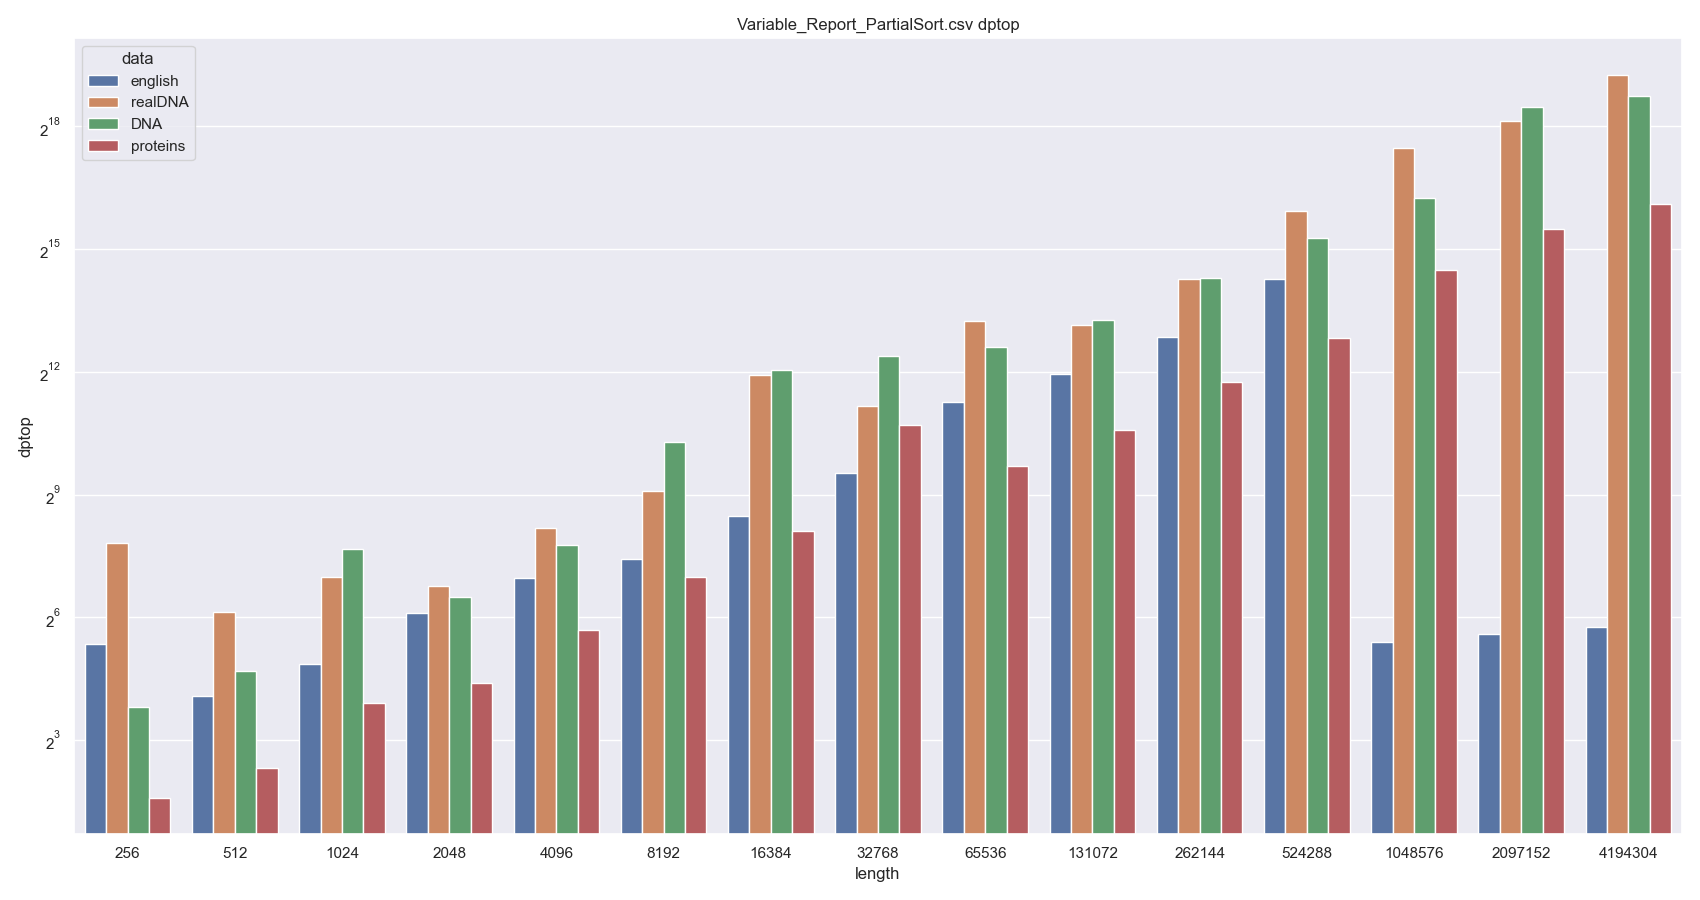 Variable_Report_PartialSort.csv dptop
data
english
realDNA
DNA
proteins
2^18
2^15
2^12
2^9
2^6
2^3
dptop
256 512 1024 2048 4096 8192 16384 32768 65536 131072 262144 524288 1048576 2097152 4194304
length